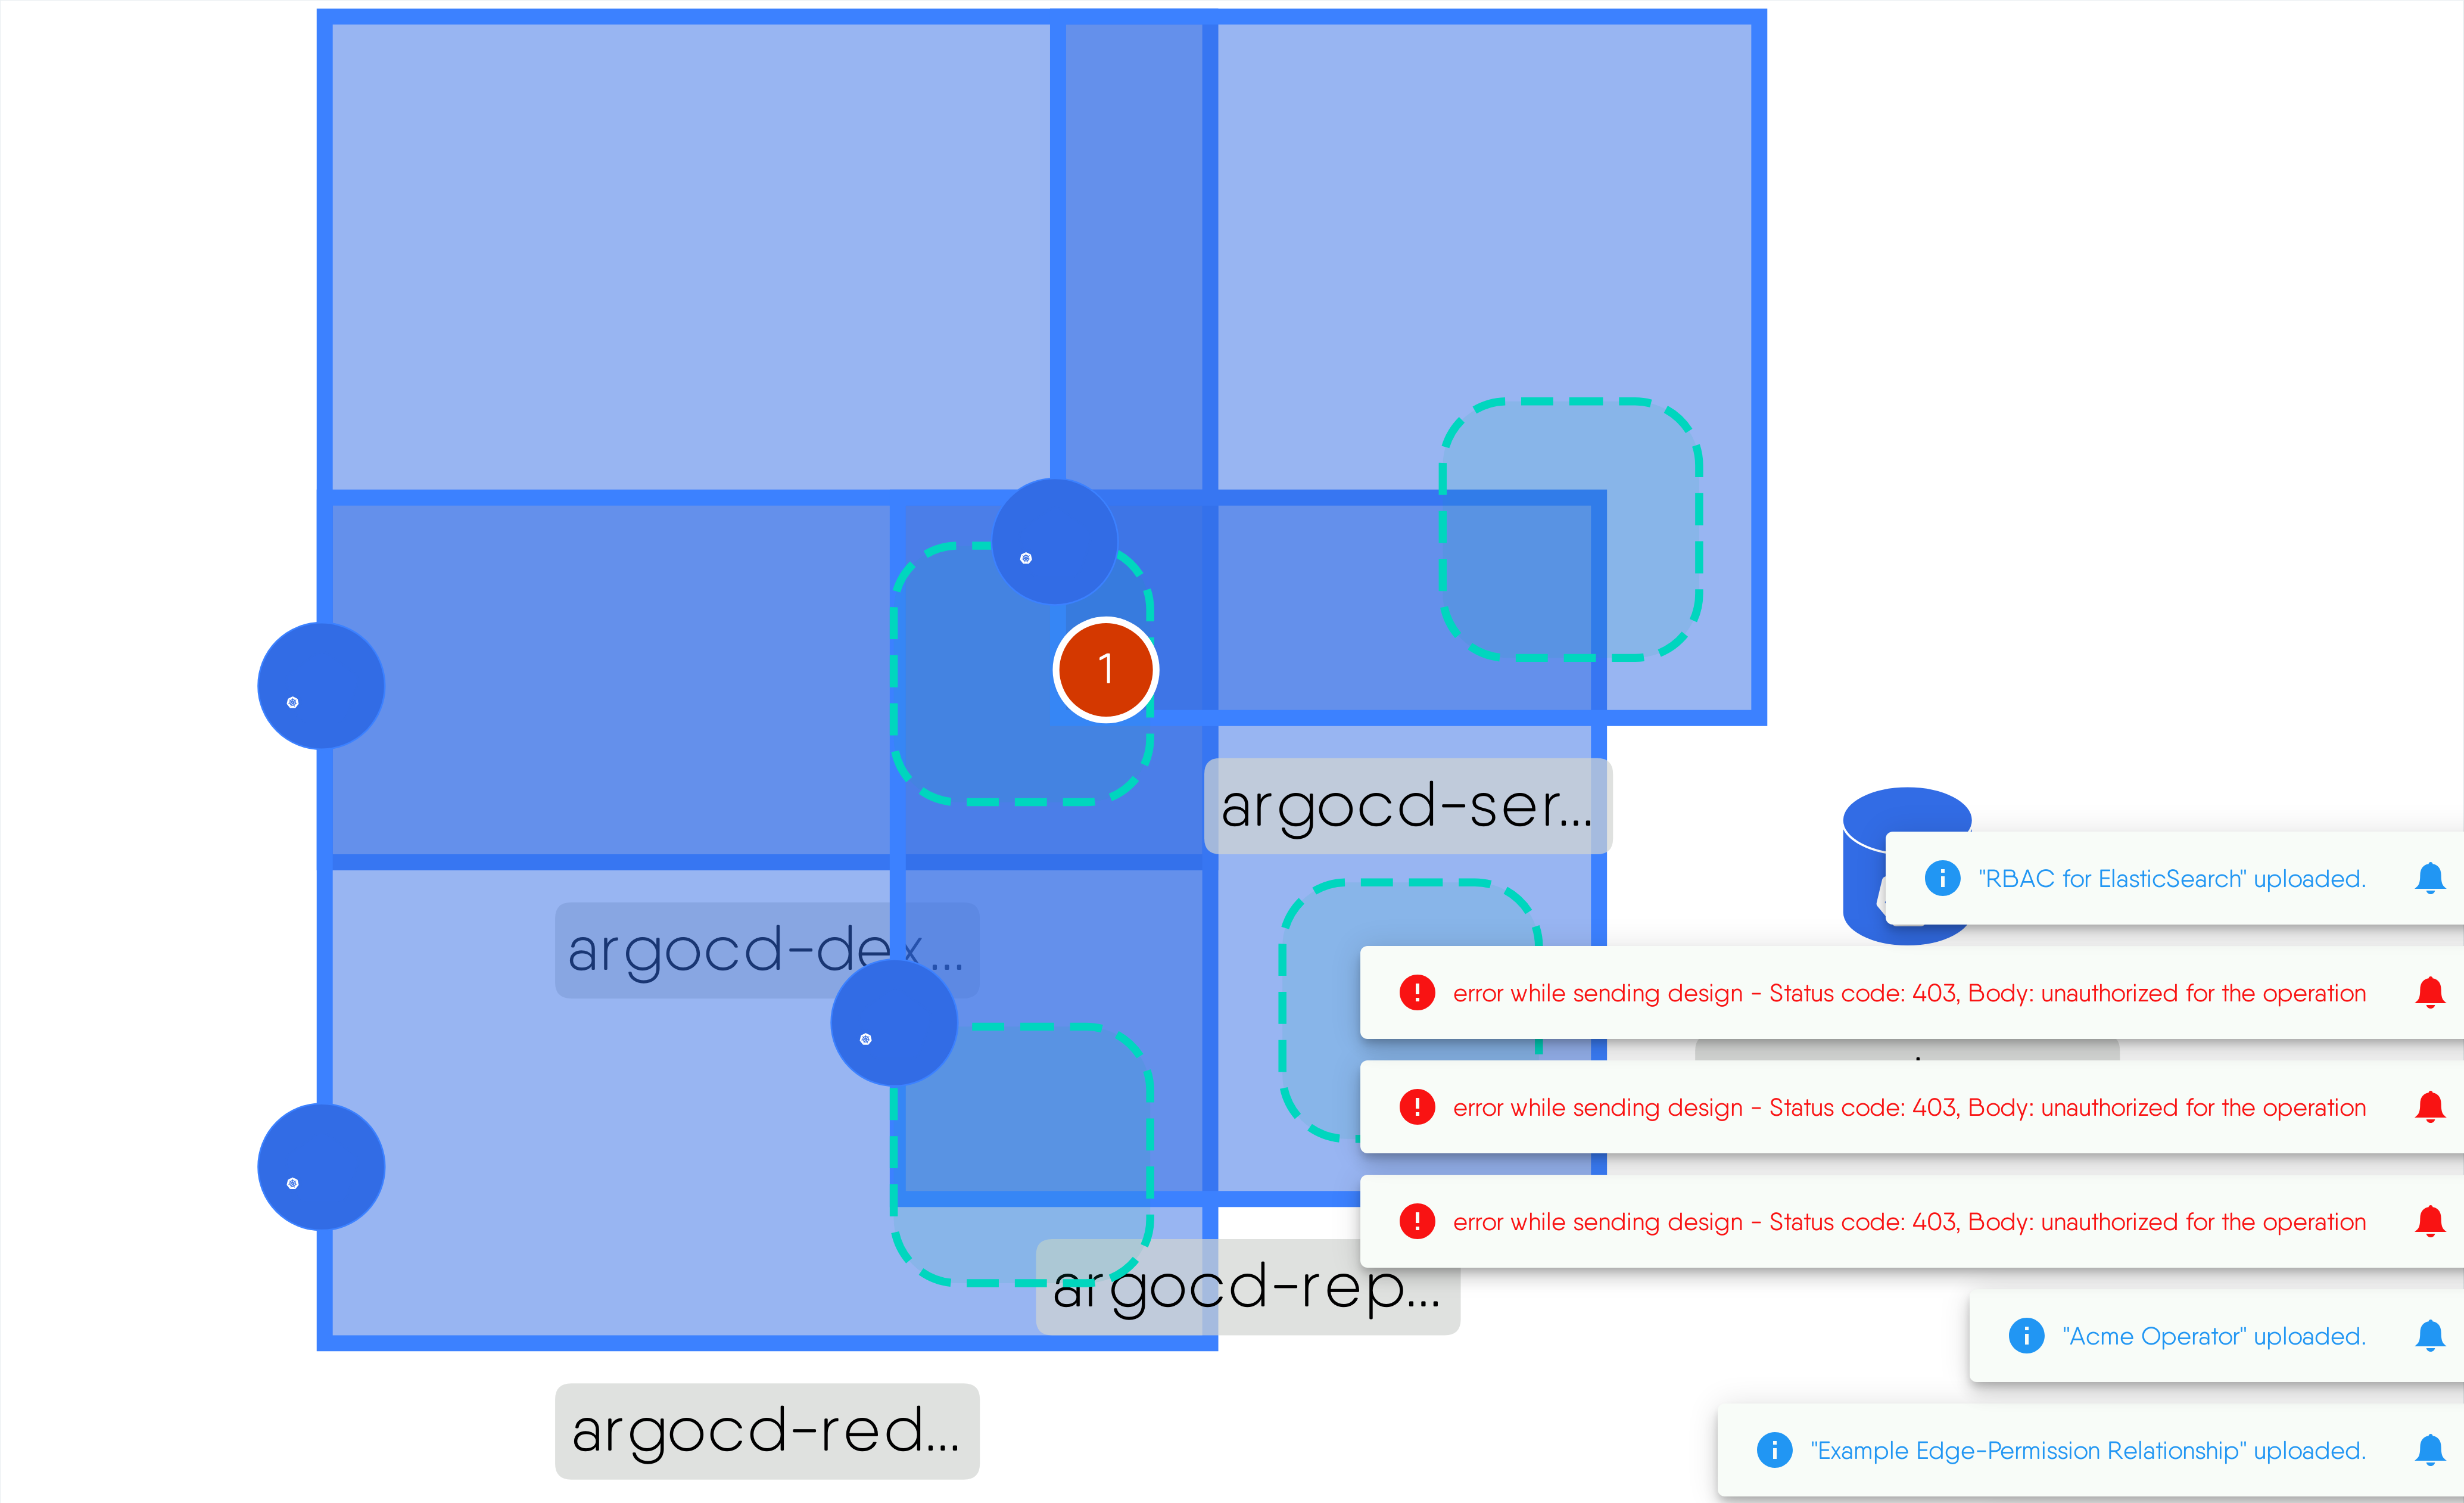 1
argocd-ser...
"RBAC for ElasticSearch" uploaded.
argocd-dex...
error while sending design - Status code: 403, Body: unauthorized for the operation
error while sending design - Status code: 403, Body: unauthorized for the operation
error while sending design - Status code: 403, Body: unauthorized for the operation
argocd-rep...
"Acme Operator" uploaded.
argocd-red...
"Example Edge-Permission Relationship" uploaded.